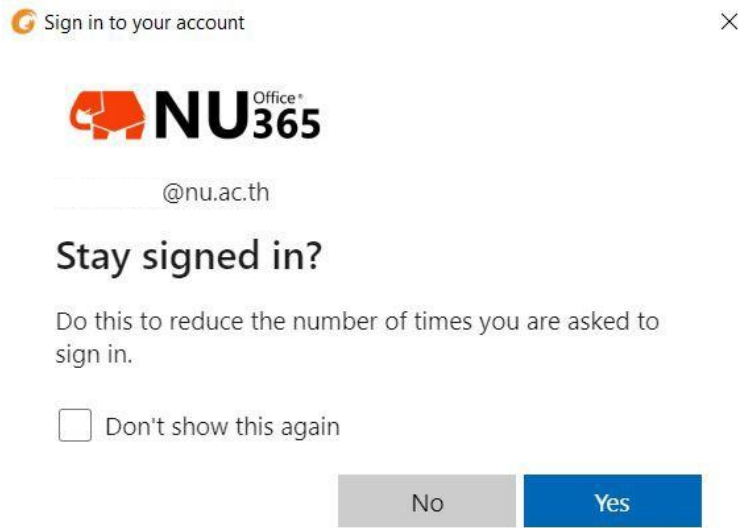 Sign in to your account
NU Office® 365
@nu.ac.th
Stay signed in?
Do this to reduce the number of times you are asked to
sign in.
Don't show this again
No Yes